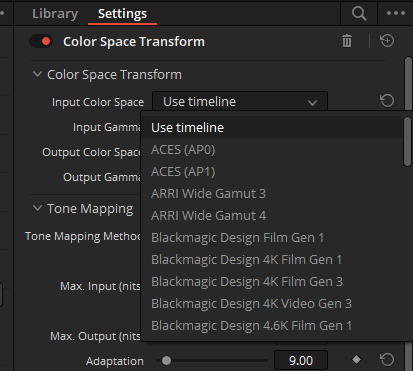 Library Settings
Color Space Transform
Color Space Transform
Input Color Space Use timeline
Input Gamma
Use timeline
ACES (AP0)
ACES (AP1)
ARRI Wide Gamut 3
ARRI Wide Gamut 4
Blackmagic Design Film Gen 1
Blackmagic Design 4K Film Gen 1
Blackmagic Design 4K Film Gen 3
Blackmagic Design 4K Video Gen 3
Blackmagic Design 4.6K Film Gen 1
Output Color Space
Output Gamma
Tone Mapping
Tone Mapping Method
Max. Input (nits
Max. Output (nits
Adaptation 9.00